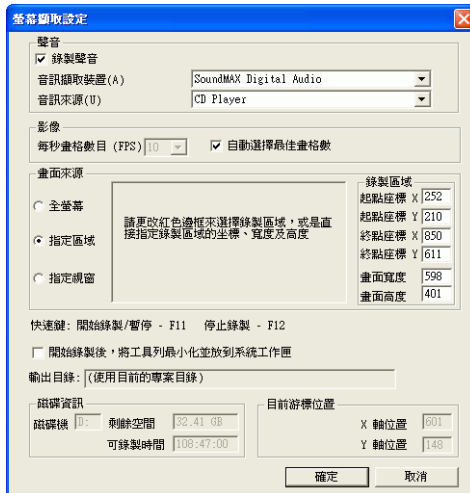 螢幕擷取設定
聲音
錄製聲音
音訊擷取裝置(A)
SoundMAX Digital Audio
音訊來源(U)
CD Player
影像
每秒畫格數目 (FPS)
10
自動選擇最佳畫格數
畫面來源
全螢幕
指定區域
指定視窗
請更改紅色邊框來選擇錄製區域，或是直
接指定錄製區域的坐標、寬度及高度
錄製區域
起點座標 X 252
起點座標 Y 210
終點座標 X 850
終點座標 Y 611
畫面寬度 598
畫面高度 401
快速鍵: 開始錄製/暫停 - F11 停止錄製 - F12
開始錄製後，將工具列最小化並放到系統工作匣
輸出目錄: (使用目前的專案目錄)
磁碟資訊
磁碟機 D: 剩餘空間 32.41 GB
可錄製時間 108:47:00
目前游標位置
X 軸位置 601
Y 軸位置 148
確定
取消